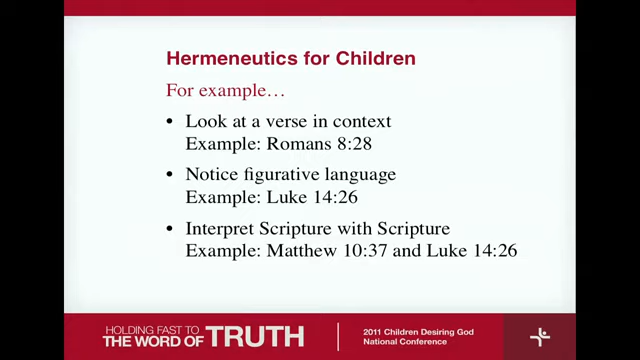 Hermeneutics for Children
For example…
• Look at a verse in context
Example: Romans 8:28
• Notice figurative language
Example: Luke 14:26
• Interpret Scripture with Scripture
Example: Matthew 10:37 and Luke 14:26
HOLDING FAST TO
THE WORD OF TRUTH
2011 Children Desiring God
National Conference